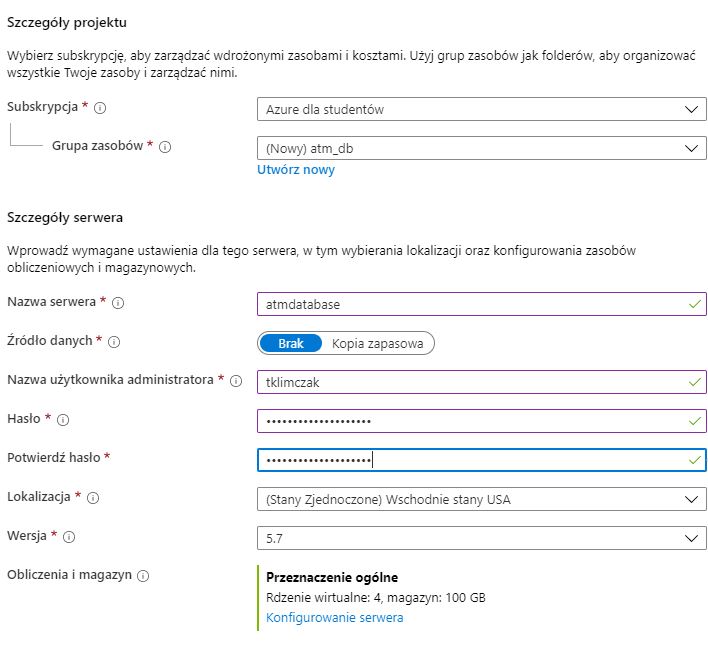 Szczegóły projektu
Wybierz subskrypcję, aby zarządzać wdrożonymi zasobami i kosztami. Użyj grup zasobów jak folderów, aby organizować
wszystkie Twoje zasoby i zarządzać nimi.
Subskrypcja *
Azure dla studentów
Grupa zasobów *
(Nowy) atm_db
Utwórz nowy
Szczegóły serwera
Wprowadź wymagane ustawienia dla tego serwera, w tym wybierania lokalizacji oraz konfigurowania zasobów
obliczeniowych i magazynowych.
Nazwa serwera *
atmdatabase
Źródło danych *
Brak Kopia zapasowa
Nazwa użytkownika administratora *
tklimczak
Hasło *
Potwierdź hasło *
Lokalizacja *
(Stany Zjednoczone) Wschodnie stany USA
Wersja *
5.7
Obliczenia i magazyn
Przeznaczenie ogólne
Rdzenie wirtualne: 4, magazyn: 100 GB
Konfigurowanie serwera